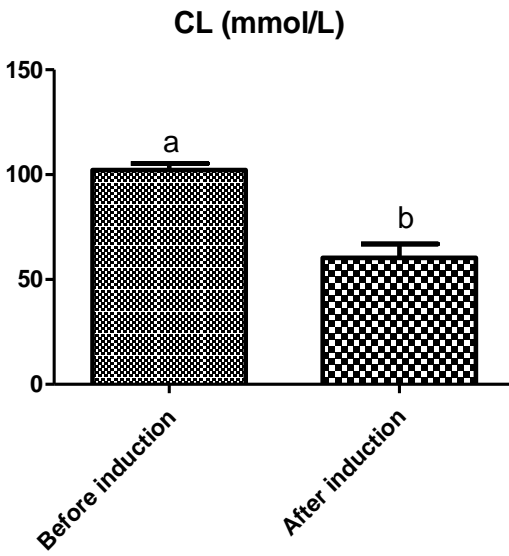 CL (mmol/L)
150
100
50
0
a
b
Before induction
After induction